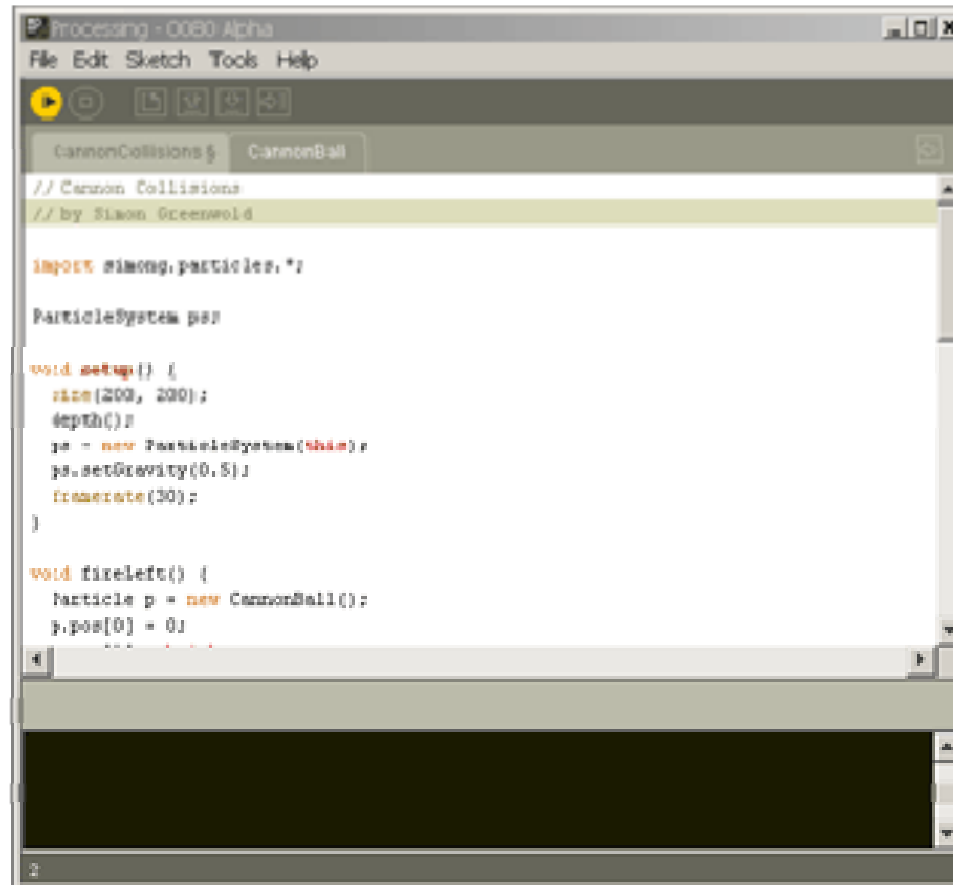 Processing - 0080 Alpha
File Edit Sketch Tools Help
CannonCollisions § CannonBall
// Cannon Collisions
// by Simon Greenwold
import simong.particles.*;
ParticleSystem ps;
void setup() {
size(200, 200);
depth();
ps = new ParticleSystem(this);
ps.setGravity(0.5);
framerate(30);
}
void fireLeft() {
Particle p = new CannonBall();
p.pos[0] = 0;
2